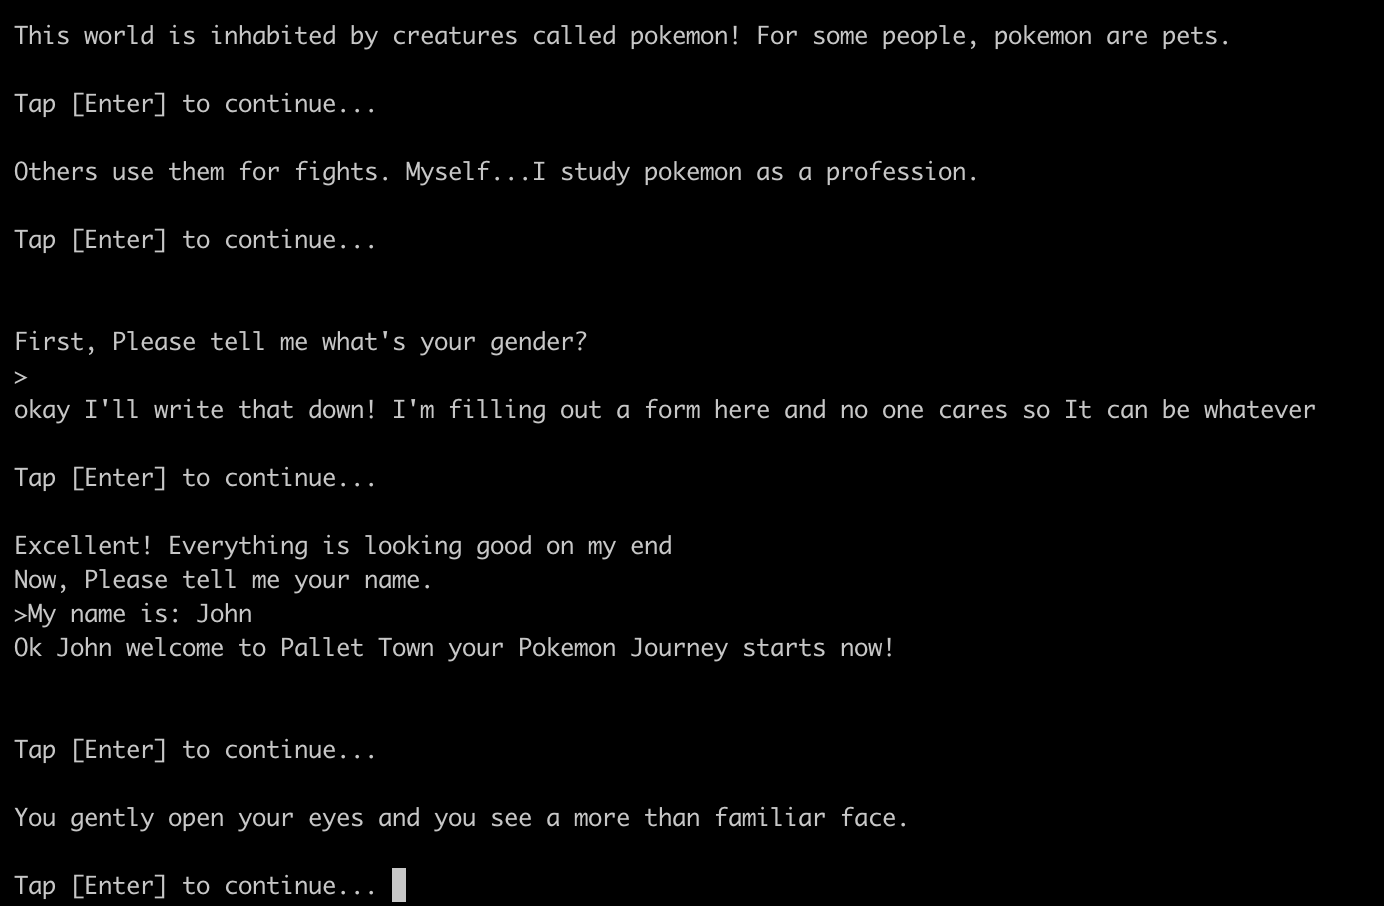 This world is inhabited by creatures called pokemon! For some people, pokemon are pets.
Tap [Enter] to continue...
Others use them for fights. Myself...I study pokemon as a profession.
Tap [Enter] to continue...
First, Please tell me what's your gender?
>
okay I'll write that down! I'm filling out a form here and no one cares so It can be whatever
Tap [Enter] to continue...
Excellent! Everything is looking good on my end
Now, Please tell me your name.
>My name is: John
Ok John welcome to Pallet Town your Pokemon Journey starts now!
Tap [Enter] to continue...
You gently open your eyes and you see a more than familiar face.
Tap [Enter] to continue...